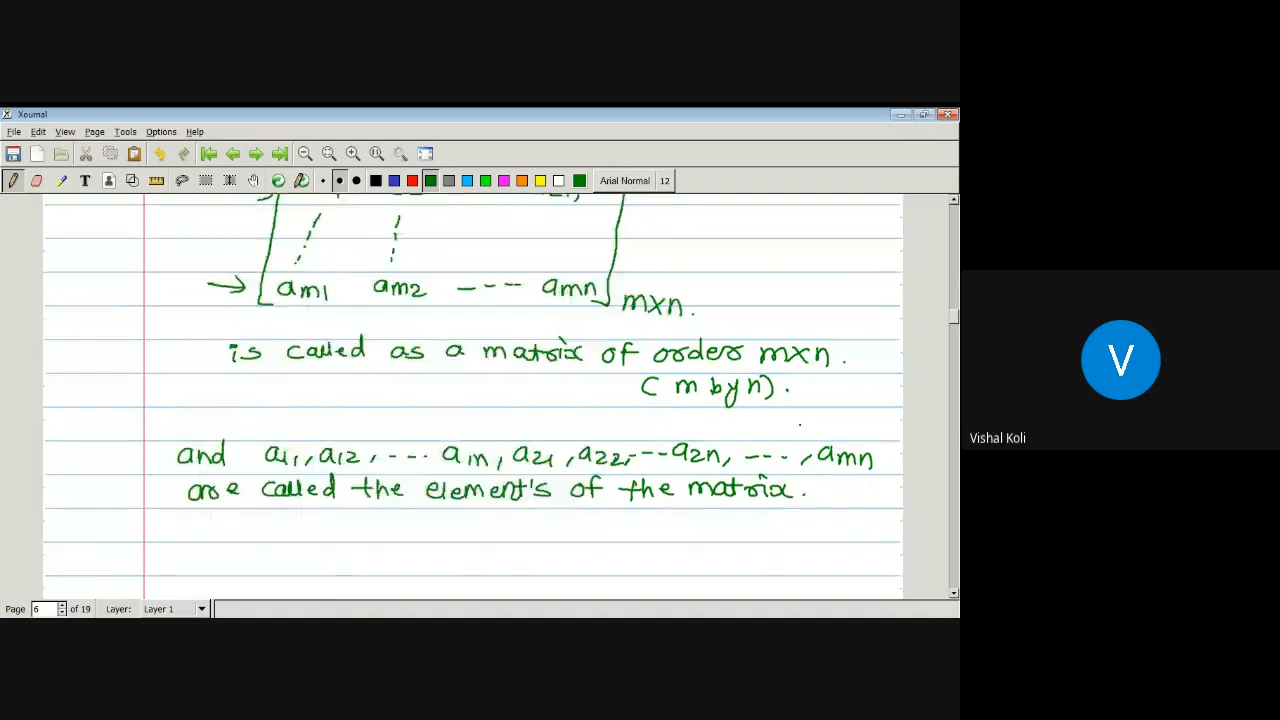 Xournal
File Edit View Page Tools Options Help
T Arial Normal 12
am1 am2 ---- amn
mxn.
is called as a matrix of order mxn.
(m by n).
and a11, a12, --- a1n, a21, a22, --- a2n, ---, amn
are called the element's of the matrix.
V
Vishal Koli
Page 6 of 19 Layer: Layer 1